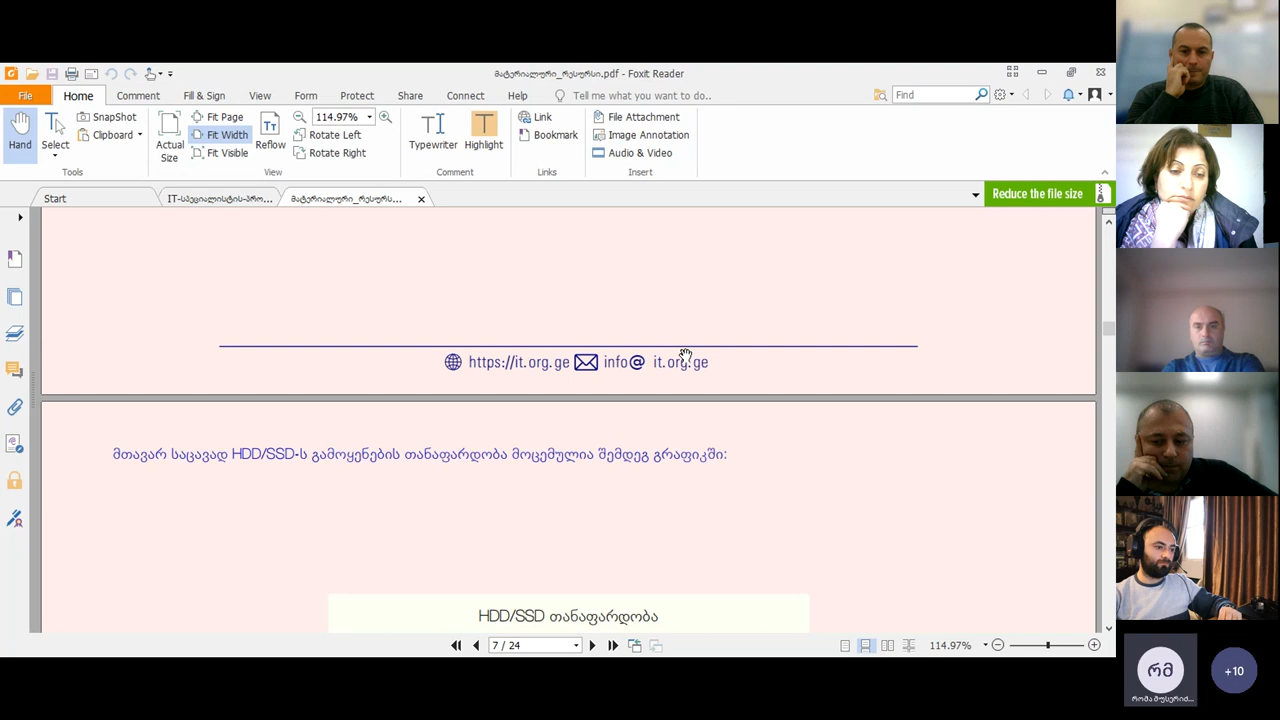 მატერიალური_რესურსი.pdf - Foxit Reader
File Home Comment Fill & Sign View Form Protect Share Connect Help Tell me what you want to do.. Find
Hand
Select
SnapShot
Clipboard
Tools
Actual Size
Fit Page
Fit Width
Fit Visible
Reflow
114.97%
Rotate Left
Rotate Right
View
Typewriter
Highlight
Comment
Link
Bookmark
Links
File Attachment
Image Annotation
Audio & Video
Insert
Start
IT-სპეციალისტის-პრო...
მატერიალური_რესურს...
Reduce the file size
https://it.org.ge info@ it.org.ge
მთავარ საცავად HDD/SSD-ს გამოყენების თანაფარდობა მოცემულია შემდეგ გრაფიკში:
HDD/SSD თანაფარდობა
7 / 24
114.97%
რმ
რომა მუსერიძ...
+10